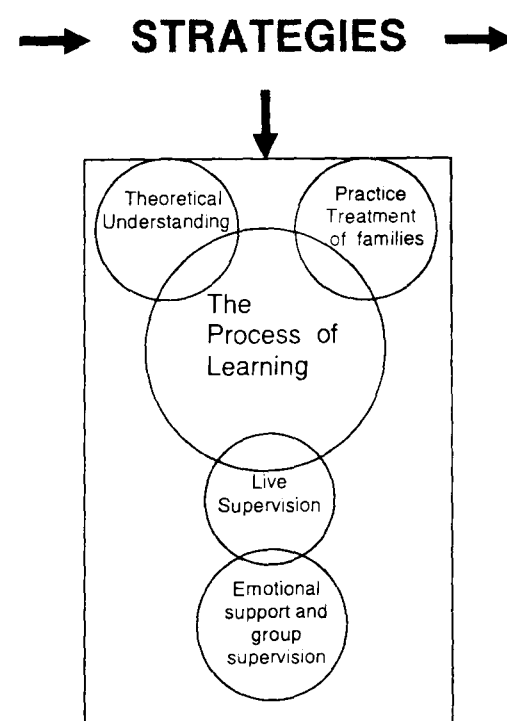 STRATEGIES
Theoretical
Understanding
Practice
Treatment
of families
The
Process of
Learning
Live
Supervision
Emotional
support and
group
supervision